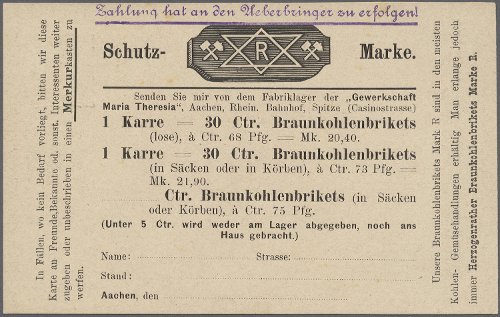 Zahlung hat an den Ueberbringer zu erfolgen!
Schutz- R Marke.
Senden Sie mir von dem Fabriklager der „Gewerkschaft
Maria Theresia", Aachen, Rhein. Bahnhof, Spitze (Casinostrasse)
1 Karre = 30 Ctr. Braunkohlenbrikets
(lose), à Ctr. 68 Pfg. = Mk. 20,40.
1 Karre = 30 Ctr. Braunkohlenbrikets
(in Säcken oder in Körben), à Ctr. 73 Pfg. =
Mk. 21,90.
Ctr. Braunkohlenbrikets (in Säcken
oder Körben), à Ctr. 75 Pfg.
(Unter 5 Ctr. wird weder am Lager abgegeben, noch ans
Haus gebracht.)
Name: Strasse:
Stand:
Aachen, den
In Fällen, wo kein Bedarf vorliegt, bitten wir diese
Karte an Freunde, Bekannte od. sonst. Interessenten weiter
zugeben oder unbeschrieben in einen Merkurkasten zu
werfen.
Unsere Braunkohlenbrikets Mark R sind in den meisten
Kohlen- Gemüsehandlungen erhältig Man erlange jedoch
immer Herzogenrather Braunkohlenbrikets Marke R.